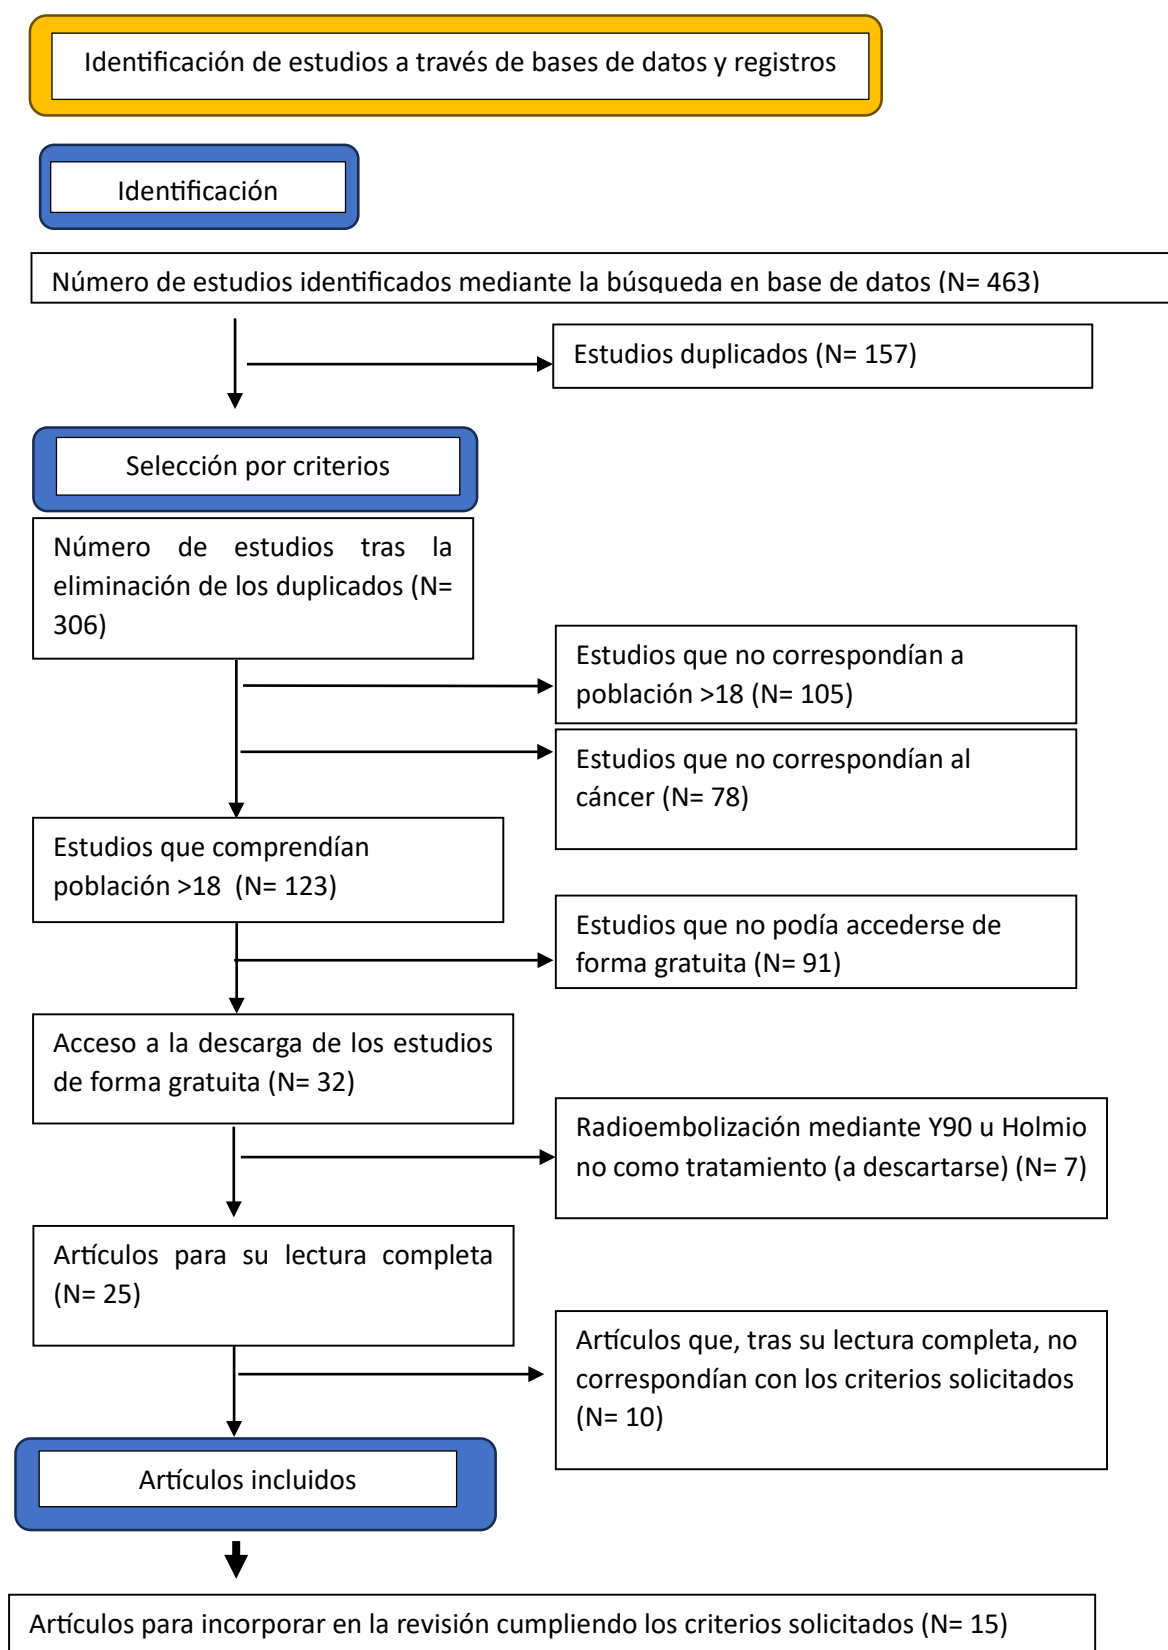 Identificación de estudios a través de bases de datos y registros
Identificación
Número de estudios identificados mediante la búsqueda en base de datos (N= 463)
Estudios duplicados (N= 157)
Selección por criterios
Número de estudios tras la
eliminación de los duplicados (N=
306)
Estudios que no correspondían a
población >18 (N= 105)
Estudios que no correspondían al
cáncer (N= 78)
Estudios que comprendían
población >18 (N= 123)
Estudios que no podía accederse de
forma gratuita (N= 91)
Acceso a la descarga de los estudios
de forma gratuita (N= 32)
Radioembolización mediante Y90 u Holmio
no como tratamiento (a descartarse) (N= 7)
Artículos para su lectura completa
(N= 25)
Artículos que, tras su lectura completa, no
correspondían con los criterios solicitados
(N= 10)
Artículos incluidos
Artículos para incorporar en la revisión cumpliendo los criterios solicitados (N= 15)